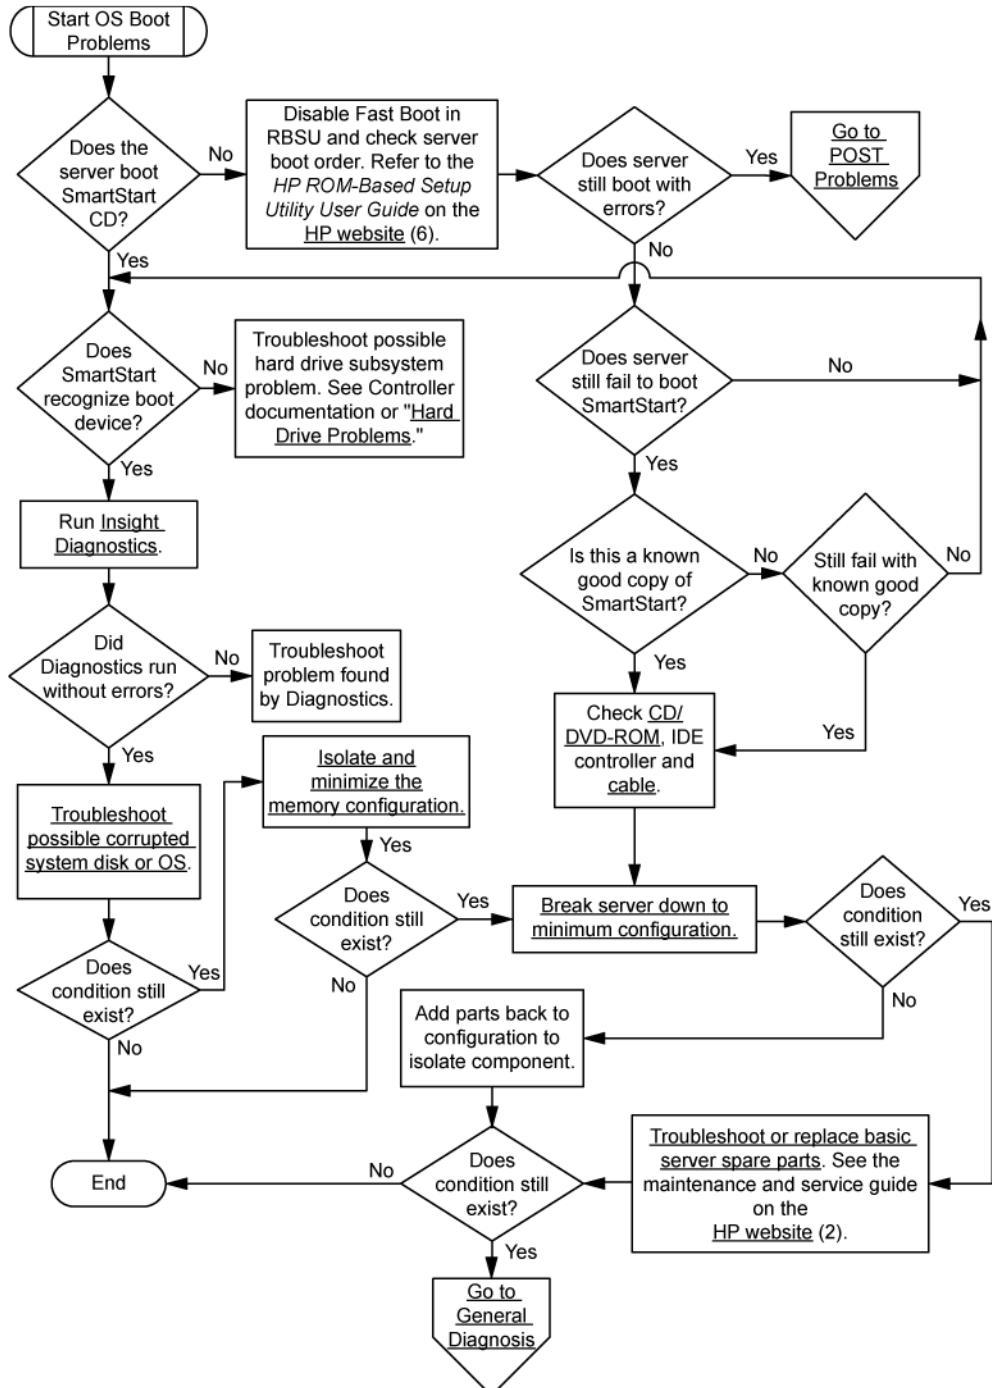 Start OS Boot
Problems
Does the
server boot
SmartStart
CD?
No
Yes
Disable Fast Boot in
RBSU and check server
boot order. Refer to the
HP ROM-Based Setup
Utility User Guide on the
HP website (6).
Does server
still boot with
errors?
Yes
No
Go to
POST
Problems
Does
SmartStart
recognize boot
device?
No
Yes
Troubleshoot possible
hard drive subsystem
problem. See Controller
documentation or "Hard
Drive Problems."
Does server
still fail to boot
SmartStart?
No
Yes
Run Insight
Diagnostics.
Is this a known
good copy of
SmartStart?
No
Yes
Still fail with
known good
copy?
No
Yes
Did
Diagnostics run
without errors?
No
Yes
Troubleshoot
problem found
by Diagnostics.
Check CD/
DVD-ROM, IDE
controller and
cable.
Isolate and
minimize the
memory configuration.
Yes
Troubleshoot
possible corrupted
system disk or OS.
Does
condition still
exist?
Yes
No
Break server down to
minimum configuration.
Does
condition
still exist?
Yes
No
Does
condition still
exist?
Yes
No
Add parts back to
configuration to
isolate component.
Troubleshoot or replace basic
server spare parts. See the
maintenance and service guide
on the
HP website (2).
Does
condition still
exist?
No
Yes
End
Go to
General
Diagnosis